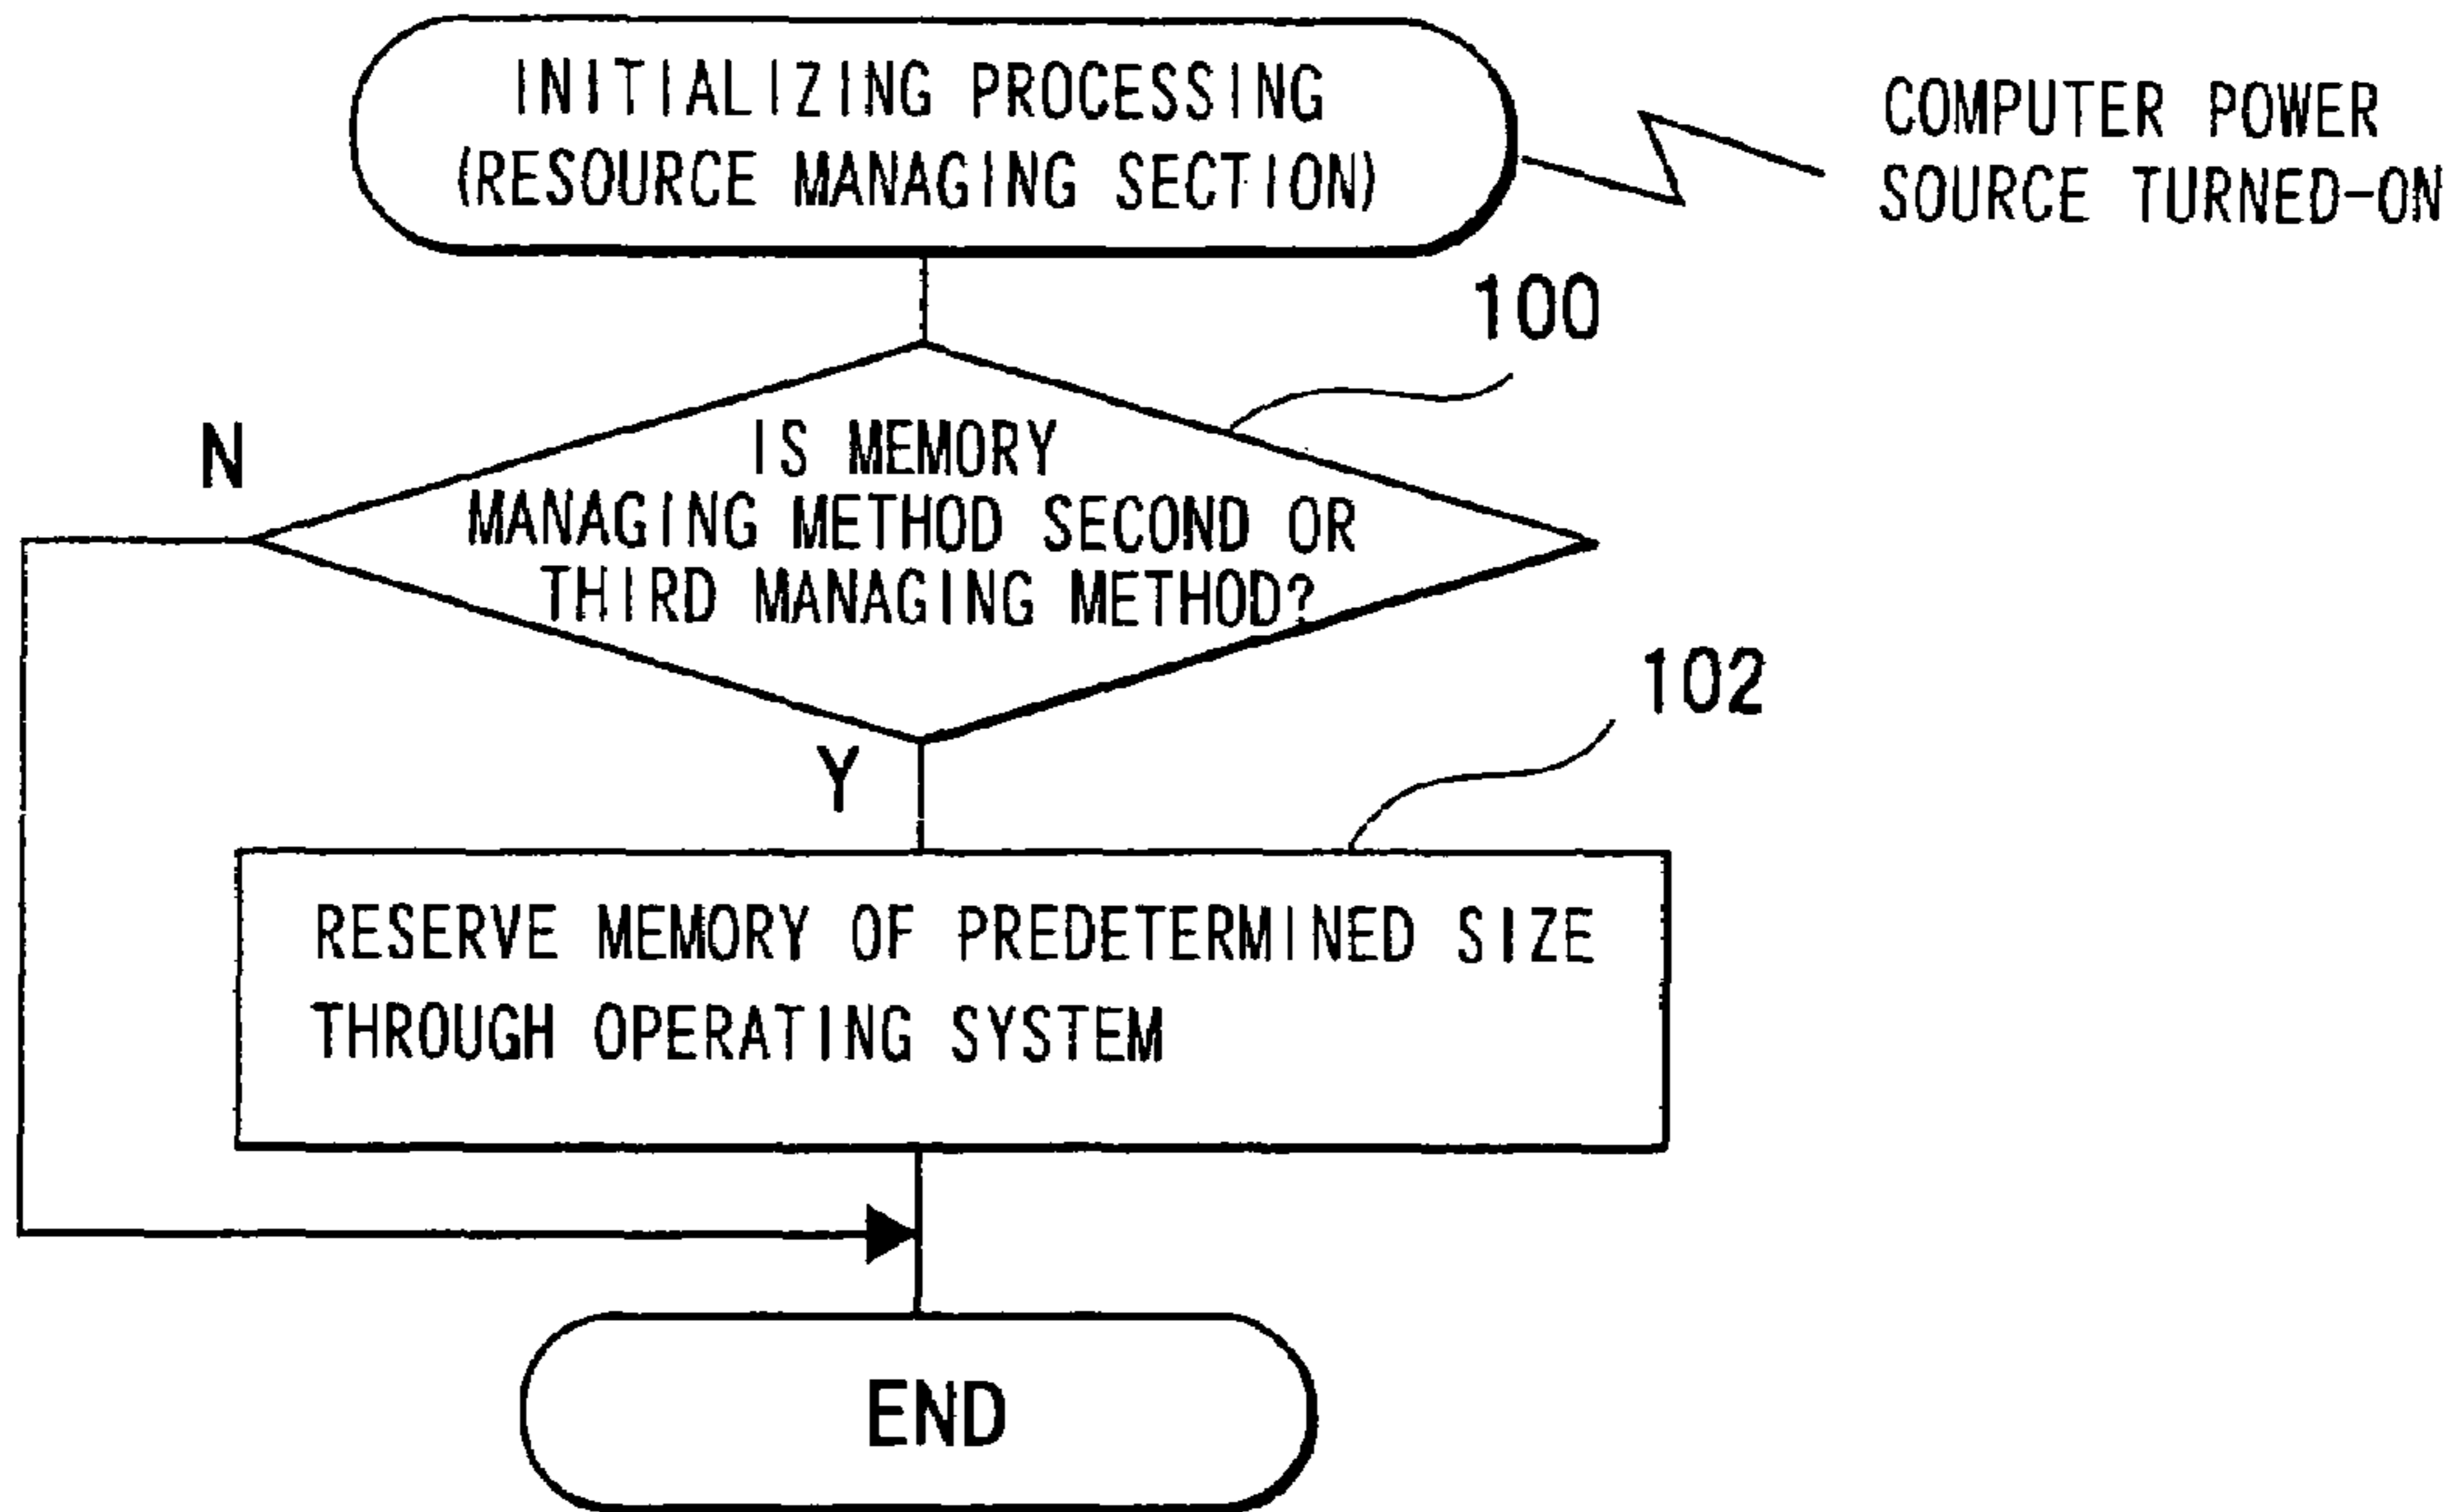 INITIALIZING PROCESSING
(RESOURCE MANAGING SECTION)
COMPUTER POWER
SOURCE TURNED-ON
100
N
IS MEMORY
MANAGING METHOD SECOND OR
THIRD MANAGING METHOD?
102
Y
RESERVE MEMORY OF PREDETERMINED SIZE
THROUGH OPERATING SYSTEM
END